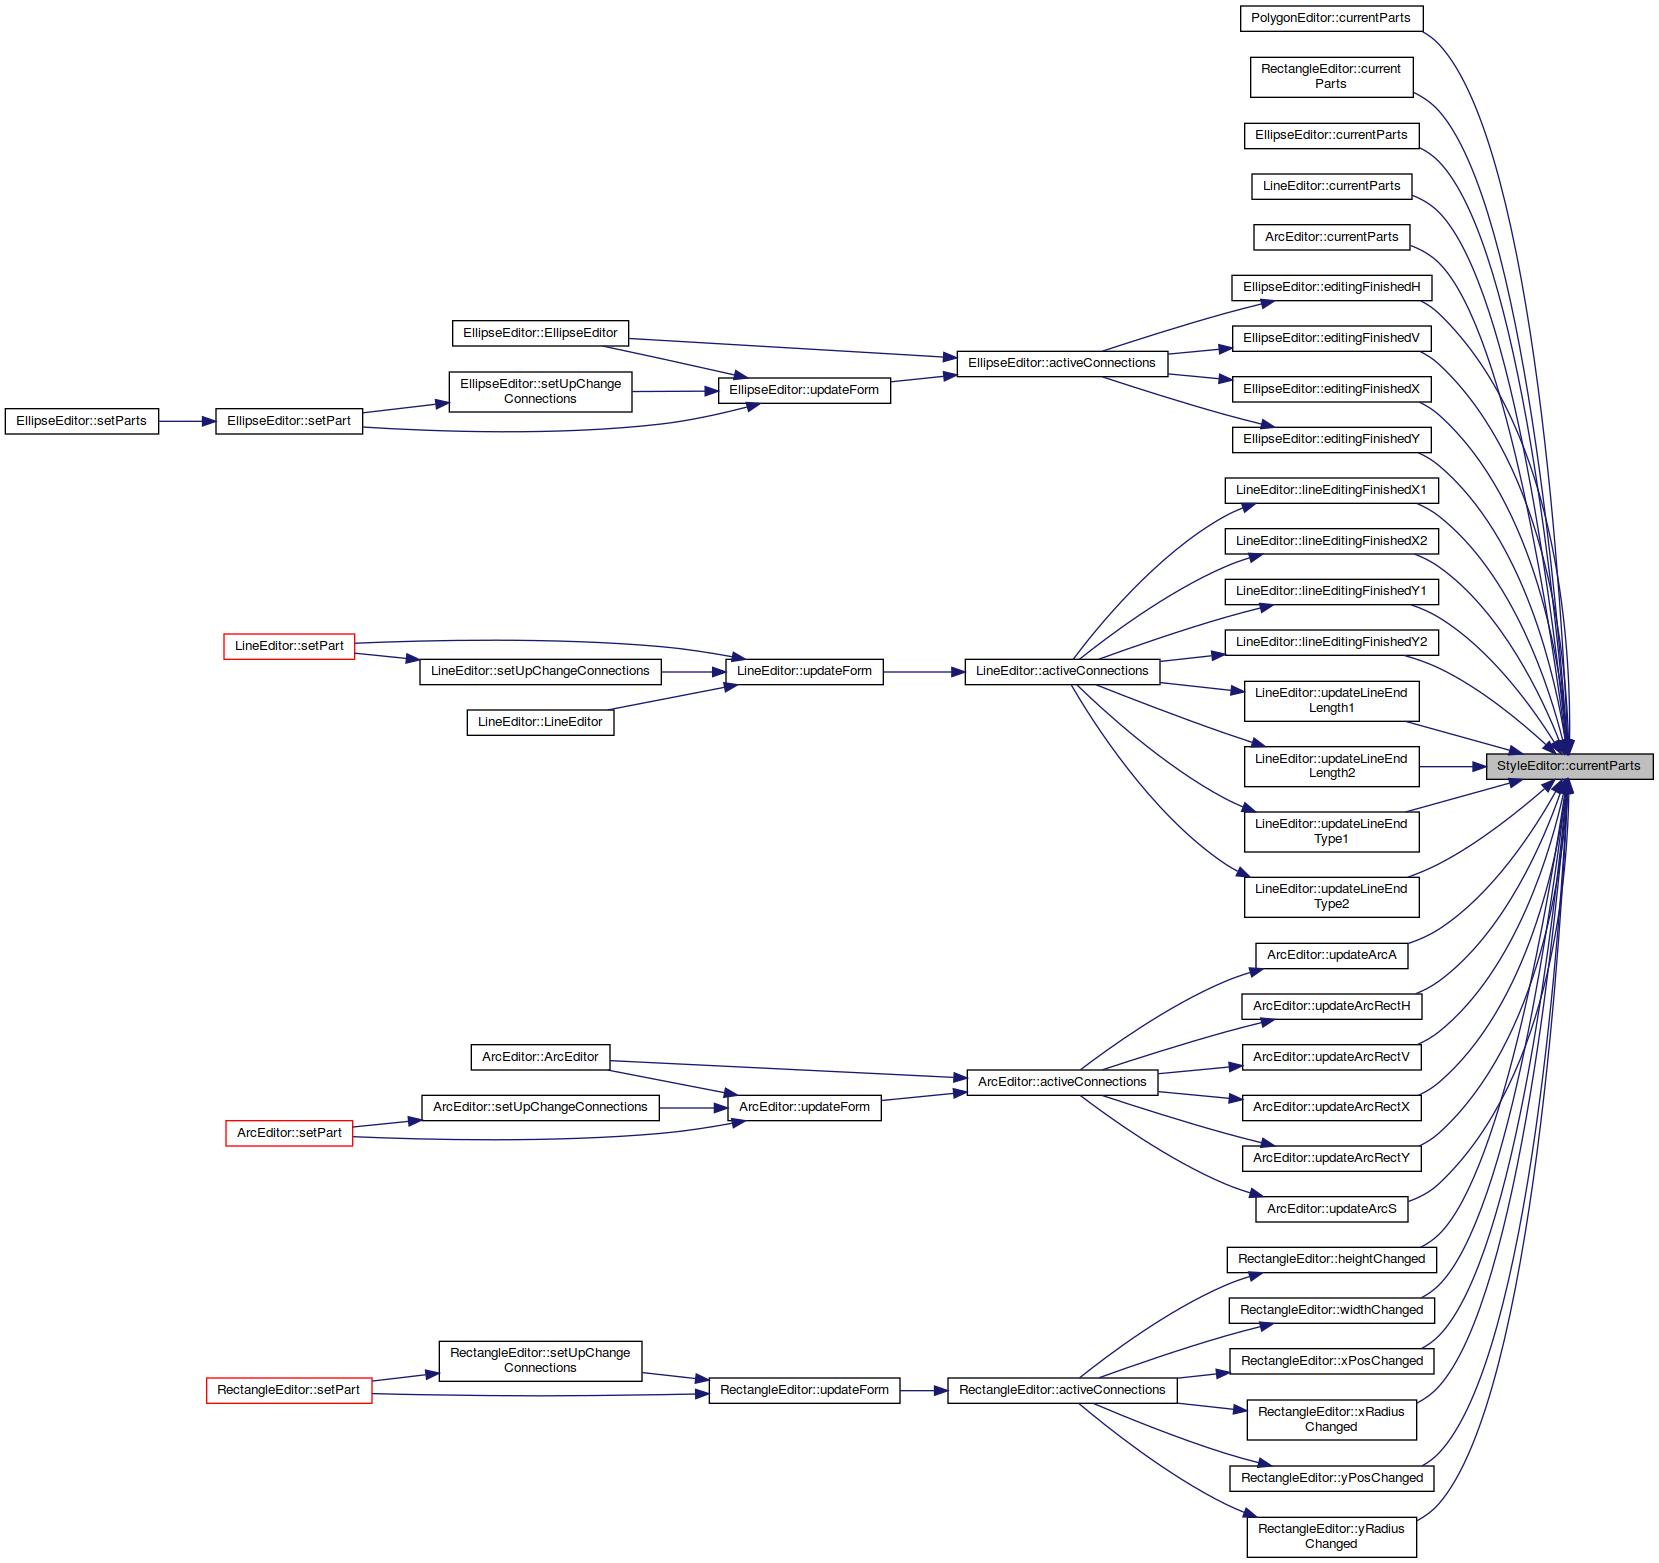 PolygonEditor::currentParts
RectangleEditor::current
Parts
EllipseEditor::currentParts
LineEditor::currentParts
ArcEditor::currentParts
EllipseEditor::editingFinishedH
EllipseEditor::editingFinishedV
EllipseEditor::editingFinishedX
EllipseEditor::editingFinishedY
EllipseEditor::EllipseEditor
EllipseEditor::activeConnections
EllipseEditor::setUpChange
Connections
EllipseEditor::updateForm
EllipseEditor::setParts
EllipseEditor::setPart
LineEditor::lineEditingFinishedX1
LineEditor::lineEditingFinishedX2
LineEditor::lineEditingFinishedY1
LineEditor::lineEditingFinishedY2
LineEditor::setPart
LineEditor::setUpChangeConnections
LineEditor::updateForm
LineEditor::activeConnections
LineEditor::LineEditor
LineEditor::updateLineEnd
Length1
LineEditor::updateLineEnd
Length2
StyleEditor::currentParts
LineEditor::updateLineEnd
Type1
LineEditor::updateLineEnd
Type2
ArcEditor::updateArcA
ArcEditor::updateArcRectH
ArcEditor::updateArcRectV
ArcEditor::updateArcRectX
ArcEditor::updateArcRectY
ArcEditor::updateArcS
ArcEditor::ArcEditor
ArcEditor::activeConnections
ArcEditor::setUpChangeConnections
ArcEditor::updateForm
ArcEditor::setPart
RectangleEditor::heightChanged
RectangleEditor::widthChanged
RectangleEditor::xPosChanged
RectangleEditor::setUpChange
Connections
RectangleEditor::setPart
RectangleEditor::updateForm
RectangleEditor::activeConnections
RectangleEditor::xRadius
Changed
RectangleEditor::yPosChanged
RectangleEditor::yRadius
Changed